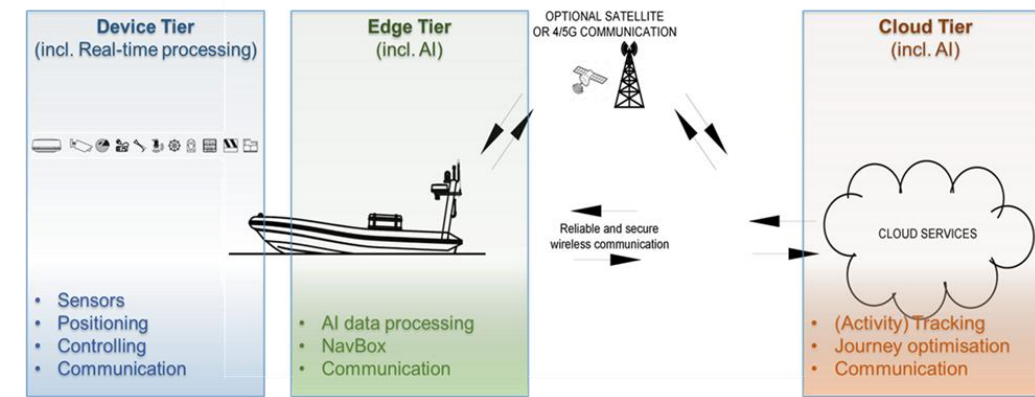 Device Tier
(incl. Real-time processing)
Edge Tier
(incl. AI)
OPTIONAL SATELLITE
OR 4/5G COMMUNICATION
Cloud Tier
(incl. AI)
Reliable and secure
wireless communication
CLOUD SERVICES
• Sensors
• Positioning
• Controlling
• Communication
• AI data processing
• NavBox
• Communication
• (Activity) Tracking
• Journey optimisation
• Communication